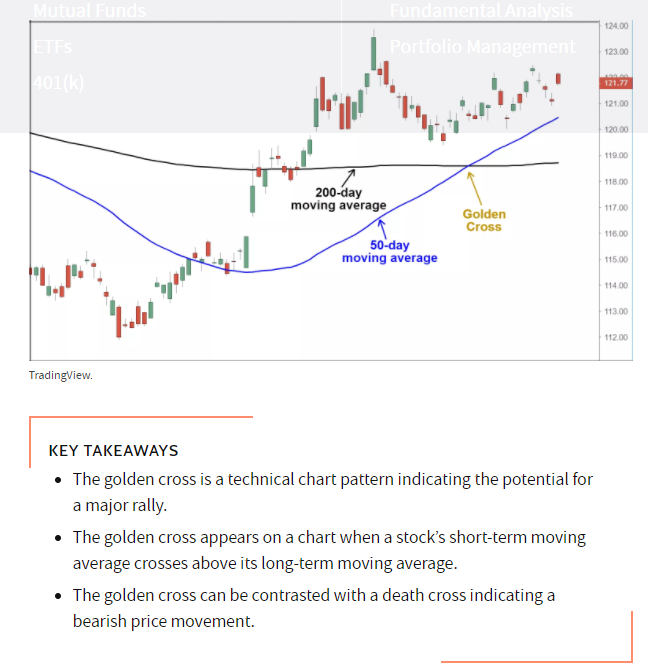 Mutual Funds
Fundamental Analysis
ETFs
Portfolio Management
401(k)
124.00
123.00
121.77
121.00
120.00
119.00
118.00
117.00
116.00
115.00
114.00
113.00
112.00
200-day
moving average
Golden
Cross
50-day
moving average
TradingView.
KEY TAKEAWAYS
• The golden cross is a technical chart pattern indicating the potential for
a major rally.
• The golden cross appears on a chart when a stock’s short-term moving
average crosses above its long-term moving average.
• The golden cross can be contrasted with a death cross indicating a
bearish price movement.